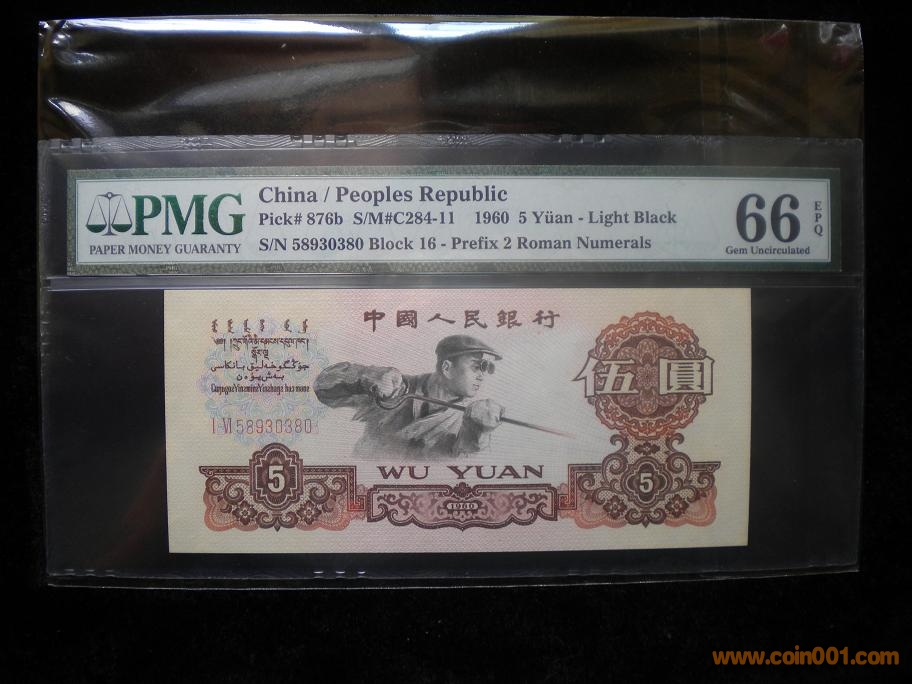 PMG
PAPER MONEY GUARANTY
China / Peoples Republic
Pick# 876b S/M#C284-11 1960 5 Yüan - Light Black
S/N 58930380 Block 16 - Prefix 2 Roman Numerals
66
EPQ
Gem Uncirculated
中國人民銀行
I VI 58930380
伍圓
5
WU YUAN
5
1960
www.coin001.com